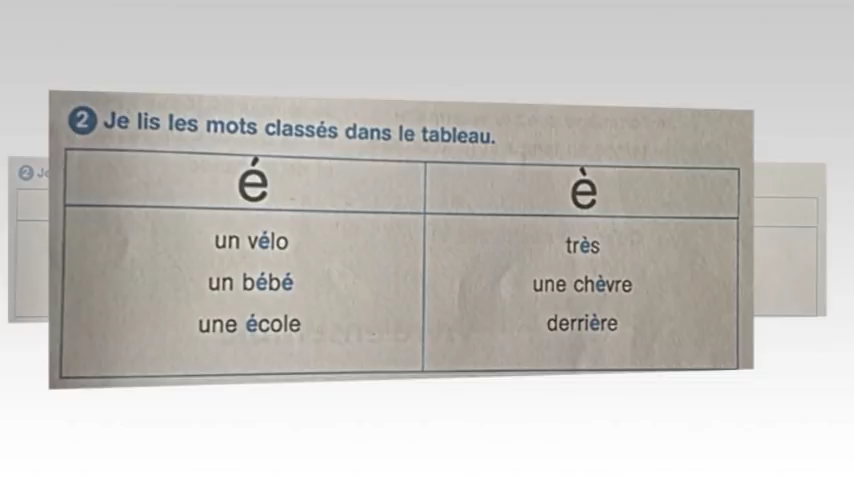 2 Je lis les mots classés dans le tableau.
é è
un vélo très
un bébé une chèvre
une école derrière